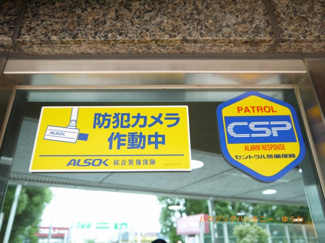 防犯カメラ
作動中
ALSOK
ALSOK 綜合警備保障
PATROL
CSP
ALARM RESPONSE
セントラル警備保障